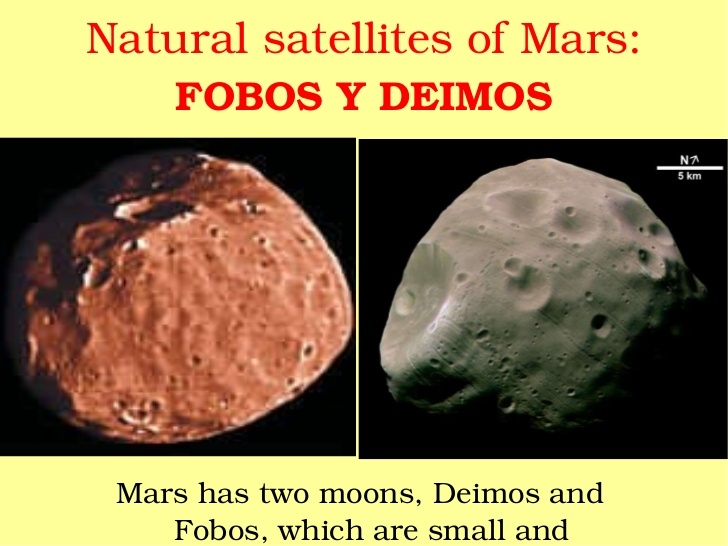 Natural satellites of Mars:
FOBOS Y DEIMOS
N
5 km
Mars has two moons, Deimos and
Fobos, which are small and